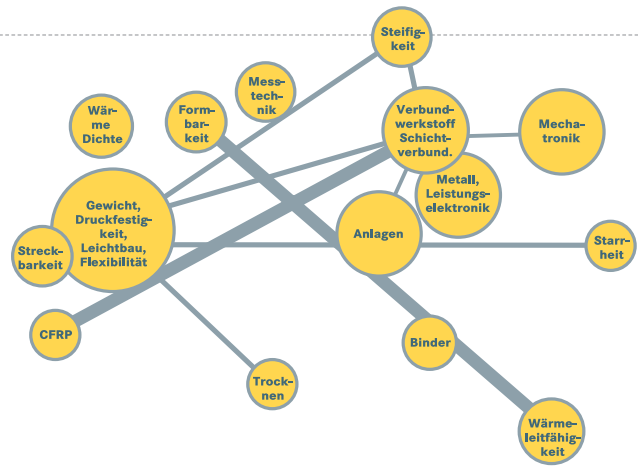 Steifig-
keit
Mess-
tech-
nik
Wär-
me
Dichte
Form-
bar-
keit
Verbund-
werkstoff
Schicht-
verbund.
Mecha-
tronik
Metall,
Leistungs-
elektronik
Gewicht,
Druckfestig-
keit,
Leichtbau,
Flexibilität
Anlagen
Streck-
barkeit
Starr-
heit
CFRP
Binder
Trock-
nen
Wärme-
leitfähig-
keit